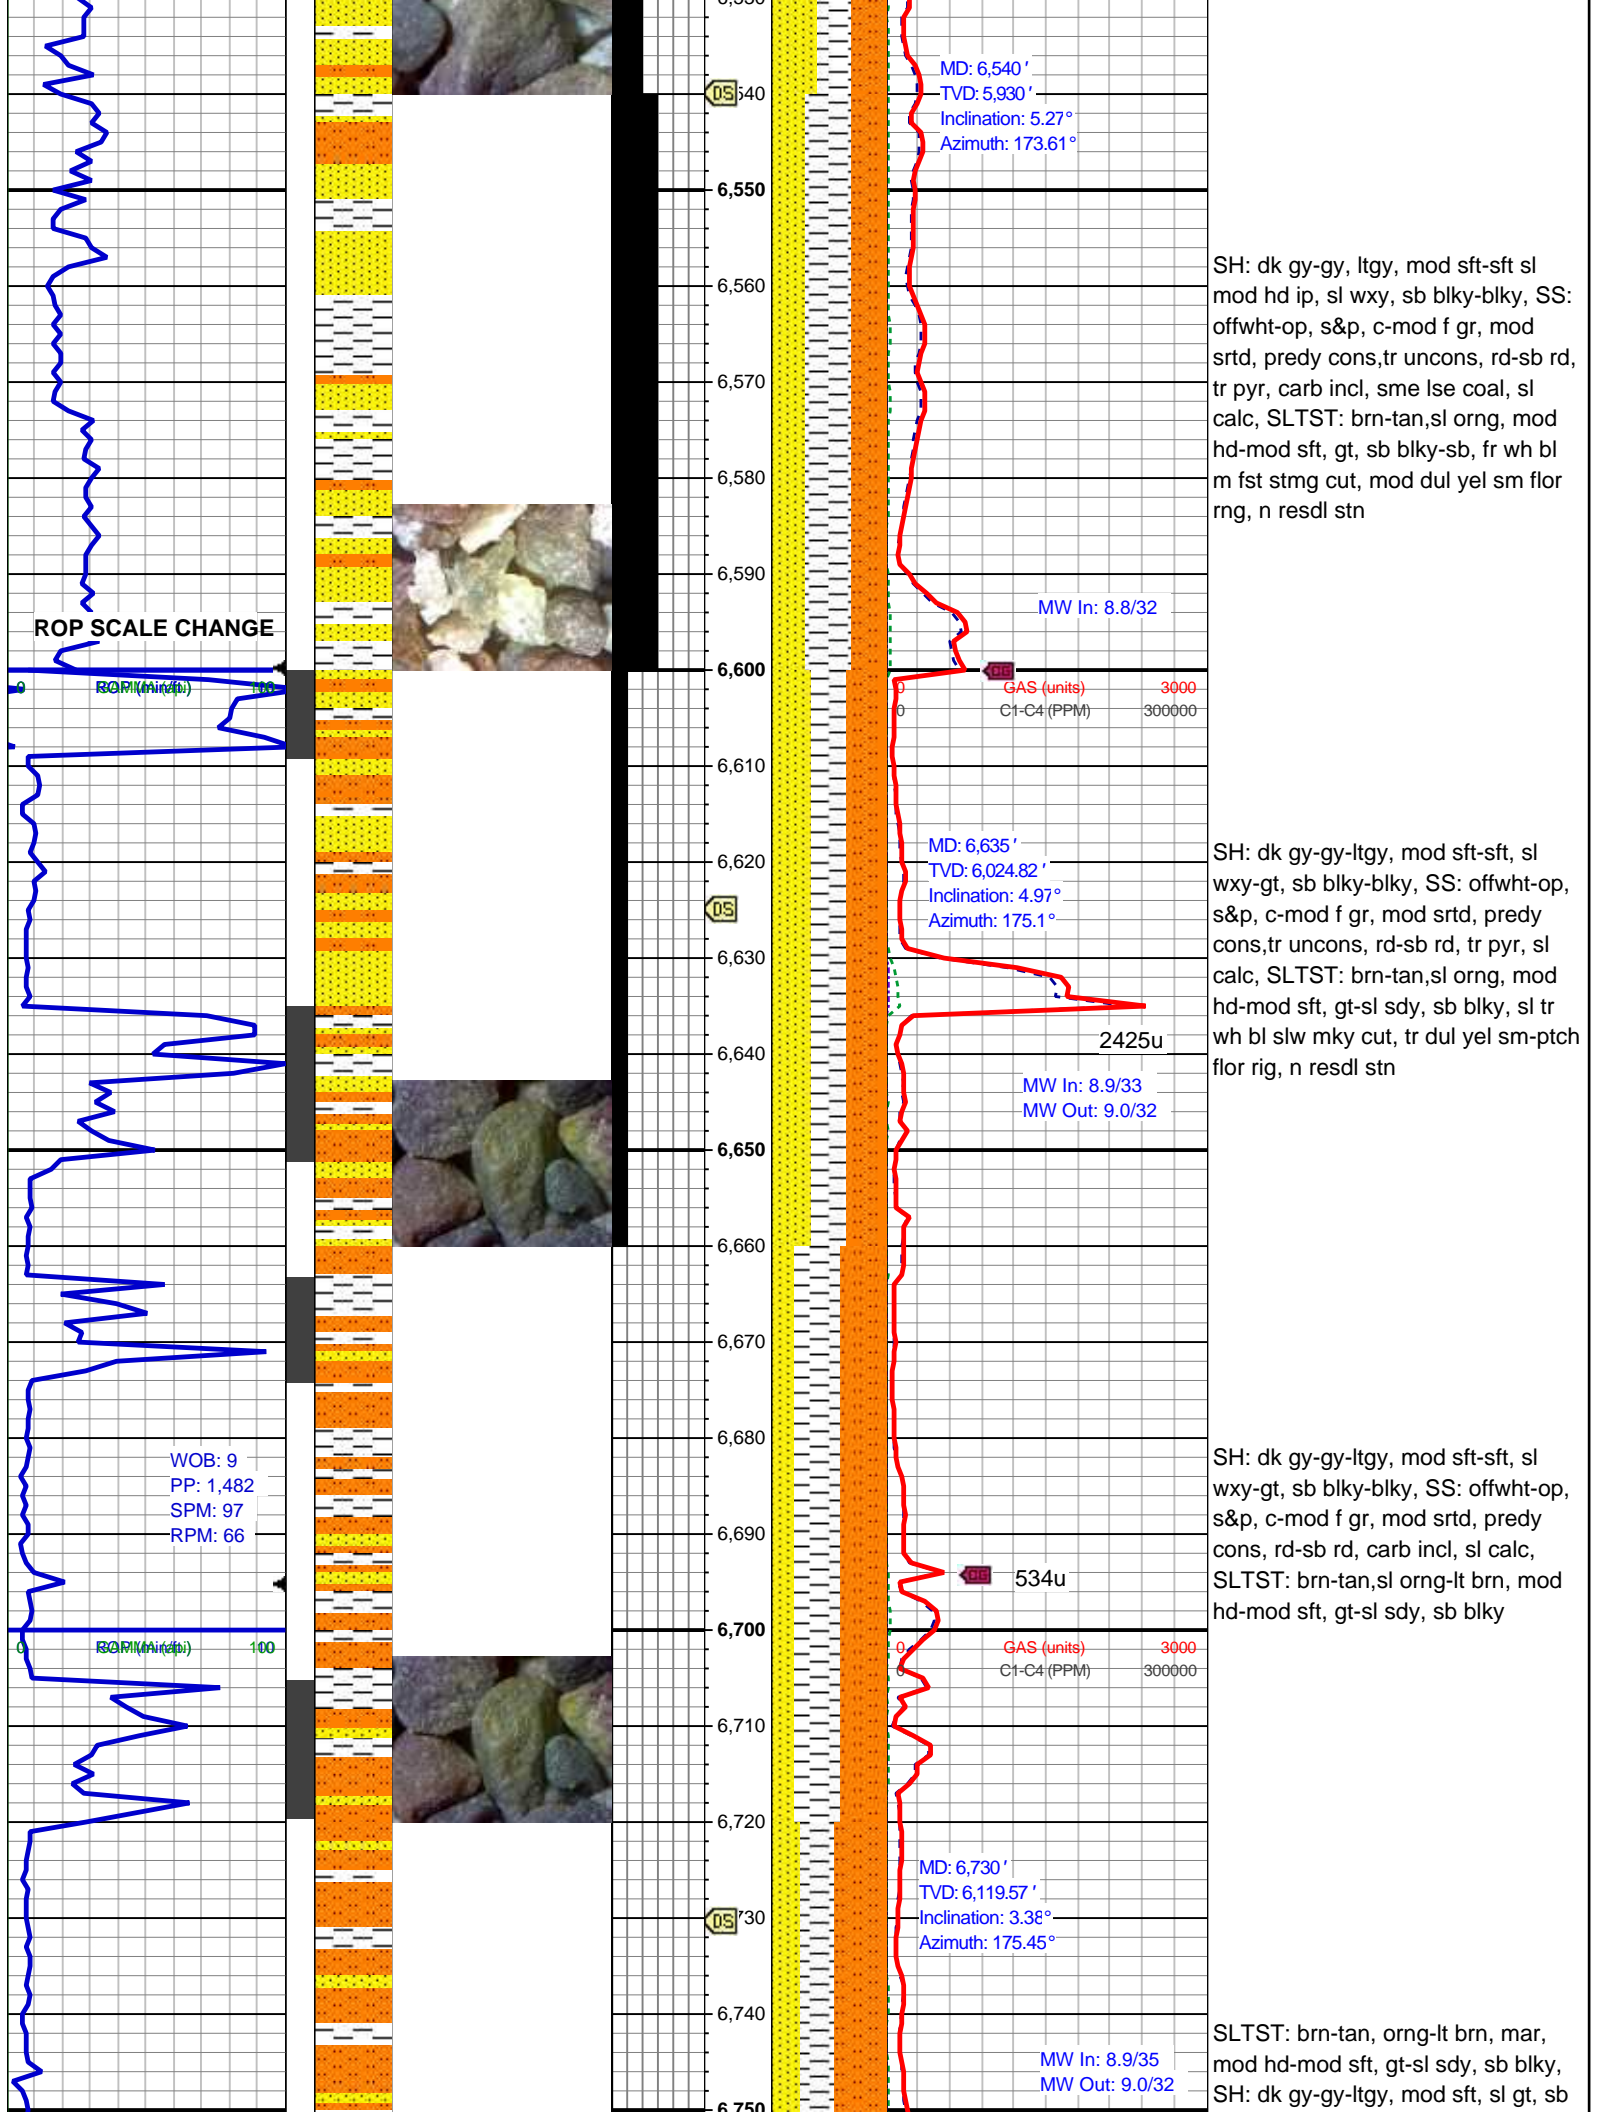 MD: 6,540 '
DS 540
TVD: 5,930 '
Inclination: 5.27°
Azimuth: 173.61°
6,550
6,560
SH: dk gy-gy, ltgy, mod sft-sft sl
mod hd ip, sl wxy, sb blky-blky, SS:
offwht-op, s&p, c-mod f gr, mod
srtd, predy cons,tr uncons, rd-sb rd,
tr pyr, carb incl, sme lse coal, sl
calc, SLTST: brn-tan,sl orng, mod
hd-mod sft, gt, sb blky-sb, fr wh bl
m fst stmg cut, mod dul yel sm flor
rng, n resdl stn
6,570
6,580
6,590
MW In: 8.8/32
ROP SCALE CHANGE
6,600
0 ROP (min/ft.) 100
0 GAS (units) 3000
0 C1-C4 (PPM) 300000
6,610
6,620
MD: 6,635 '
TVD: 6,024.82 '
Inclination: 4.97°
Azimuth: 175.1°
DS
SH: dk gy-gy-ltgy, mod sft-sft, sl
wxy-gt, sb blky-blky, SS: offwht-op,
s&p, c-mod f gr, mod srtd, predy
cons,tr uncons, rd-sb rd, tr pyr, sl
calc, SLTST: brn-tan,sl orng, mod
hd-mod sft, gt-sl sdy, sb blky, sl tr
wh bl slw mky cut, tr dul yel sm-ptch
flor rig, n resdl stn
6,630
6,640
2425u
MW In: 8.9/33
MW Out: 9.0/32
6,650
6,660
6,670
6,680
WOB: 9
PP: 1,482
SPM: 97
RPM: 66
6,690
SH: dk gy-gy-ltgy, mod sft-sft, sl
wxy-gt, sb blky-blky, SS: offwht-op,
s&p, c-mod f gr, mod srtd, predy
cons, rd-sb rd, carb incl, sl calc,
SLTST: brn-tan,sl orng-lt brn, mod
hd-mod sft, gt-sl sdy, sb blky
534u
6,700
0 ROP (min/ft.) 100
0 GAS (units) 3000
0 C1-C4 (PPM) 300000
6,710
6,720
MD: 6,730 '
TVD: 6,119.57 '
Inclination: 3.38°
Azimuth: 175.45°
DS 730
6,740
MW In: 8.9/35
MW Out: 9.0/32
SLTST: brn-tan, orng-lt brn, mar,
mod hd-mod sft, gt-sl sdy, sb blky,
SH: dk gy-gy-ltgy, mod sft, sl gt, sb
6,750